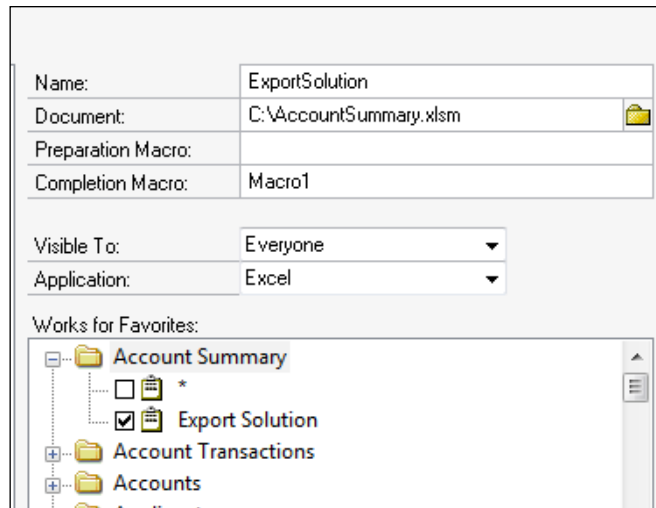 Name: ExportSolution
Document: C:\AccountSummary.xlsm
Preparation Macro:
Completion Macro: Macro1
Visible To: Everyone
Application: Excel
Works for Favorites:
Account Summary
*
Export Solution
Account Transactions
Accounts